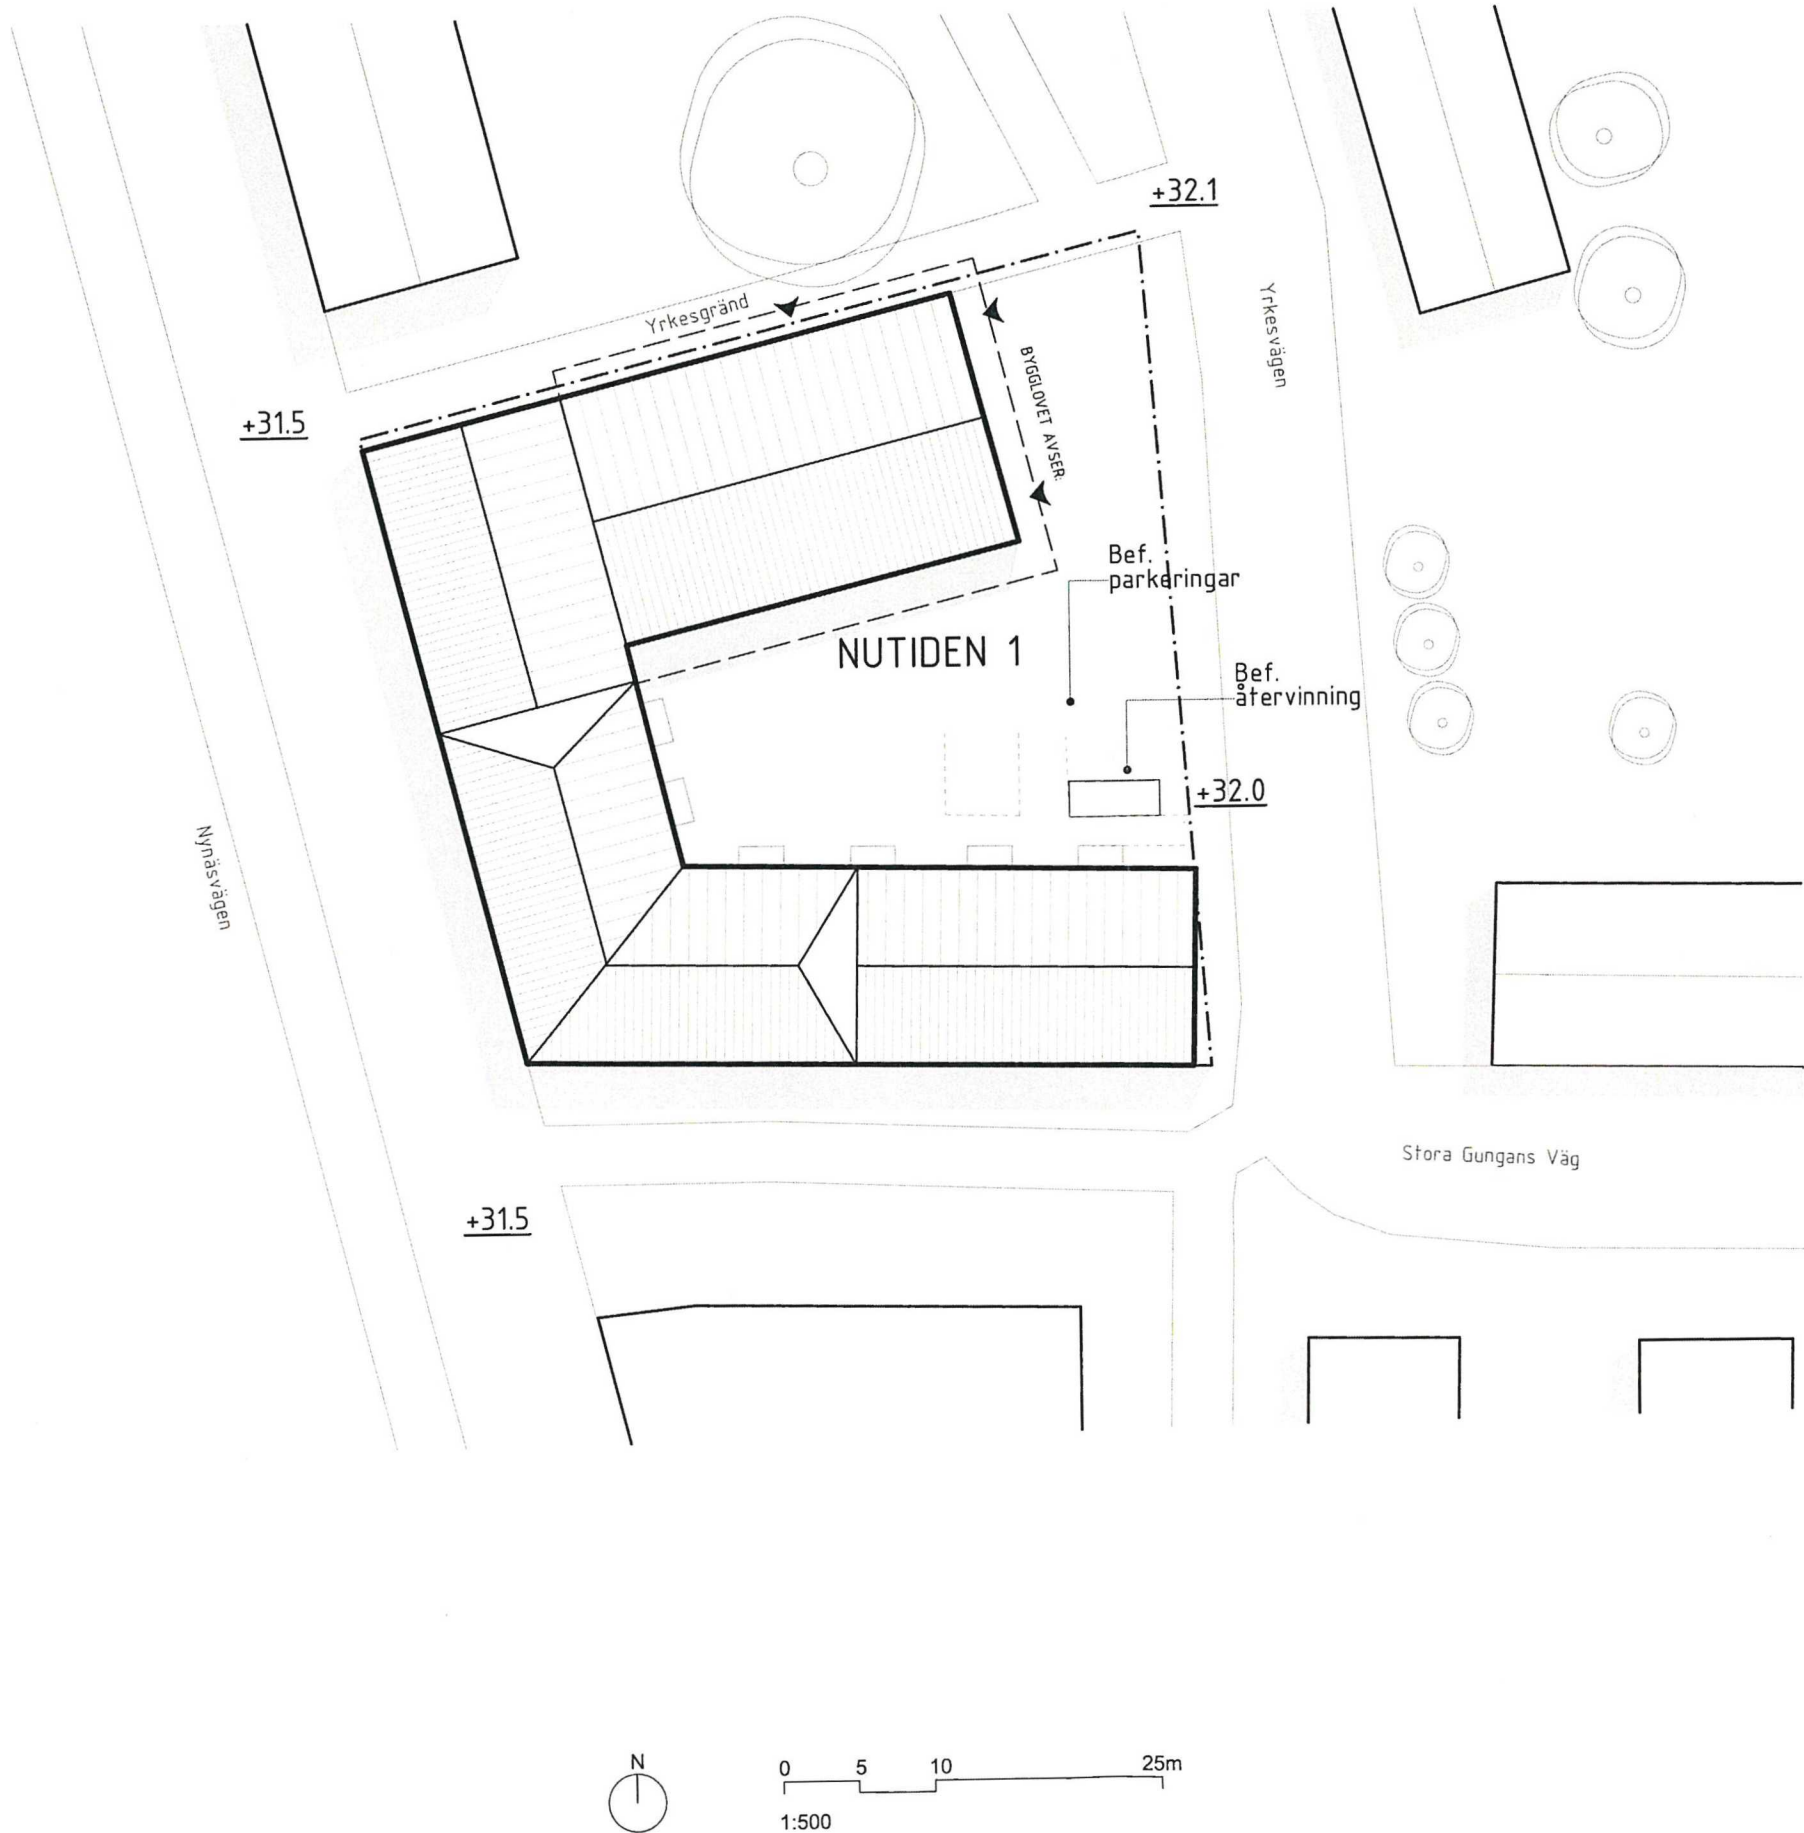 +32.1
Yrkesgränd
Yrkesvägen
BYGGLOVET AVSER:
+31.5
Bef.
parkeringar
NUTIDEN 1
Bef.
återvinning
+32.0
Nynäsvägen
Stora Gungans Väg
+31.5
N
0 5 10 25m
1:500